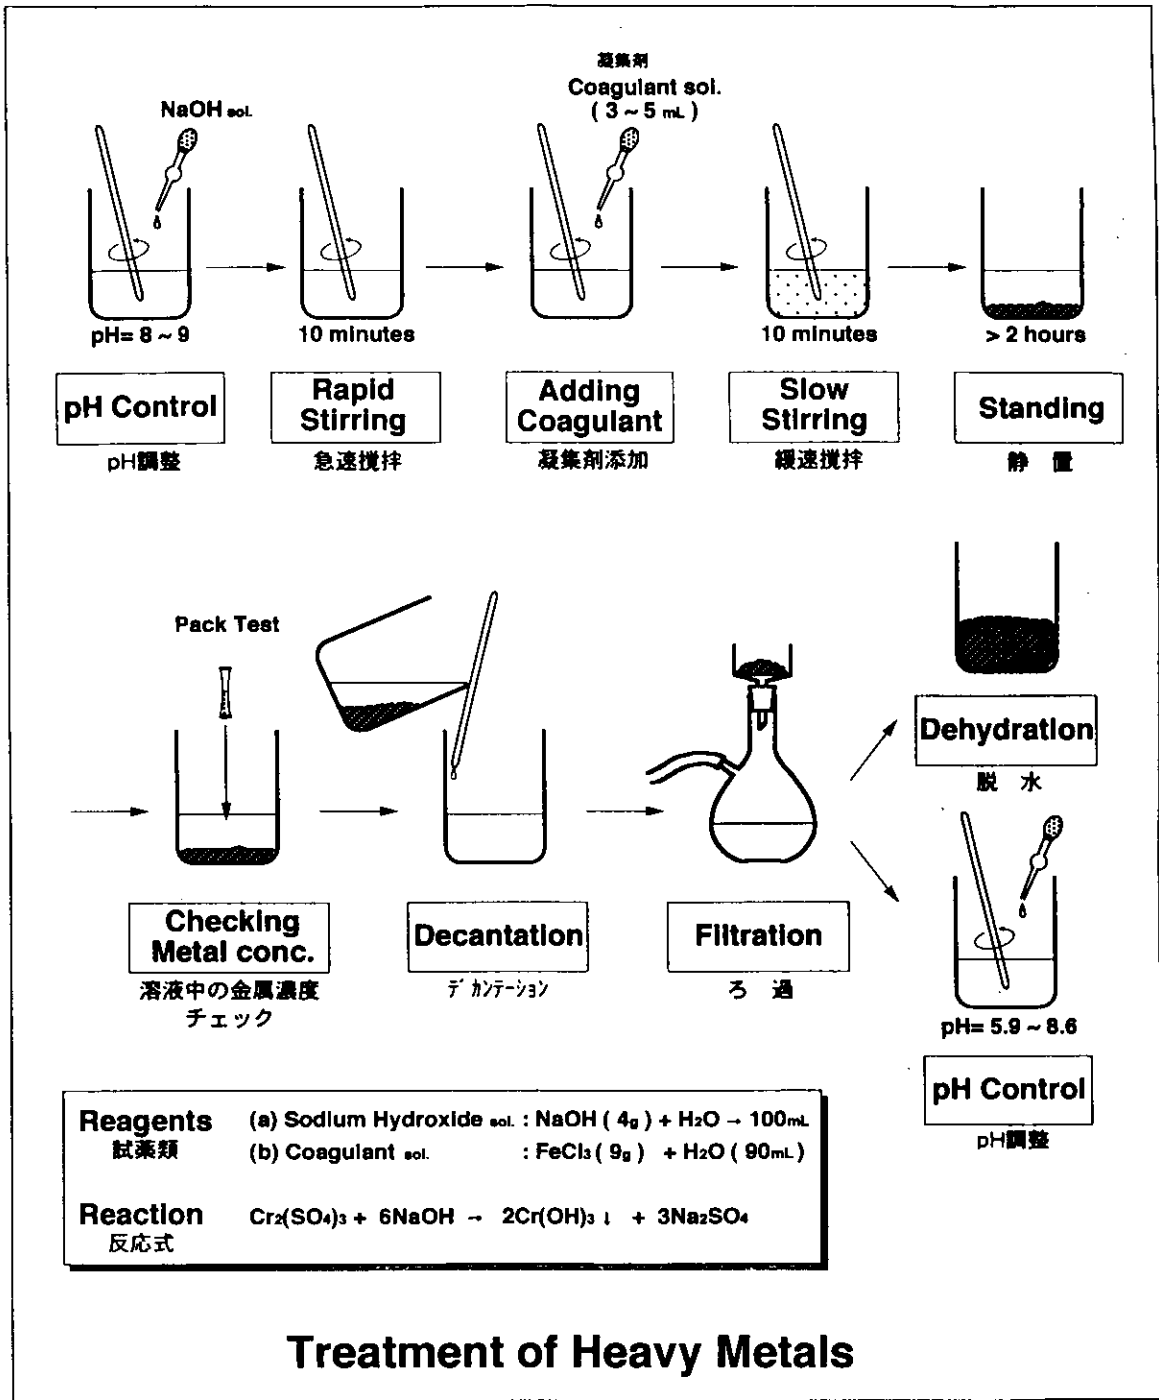 NaOH sol.
凝集剤
Coagulant sol.
( 3 ~ 5 mL )
pH= 8 ~ 9
10 minutes
10 minutes
> 2 hours
pH Control
pH調整
Rapid
Stirring
急速撹拌
Adding
Coagulant
凝集剤添加
Slow
Stirring
緩速撹拌
Standing
静 置
Pack Test
Checking
Metal conc.
溶液中の金属濃度
チェック
Decantation
デカンテーション
Filtration
ろ 過
Dehydration
脱 水
pH= 5.9 ~ 8.6
pH Control
pH調整
Reagents
試薬類
(a) Sodium Hydroxide sol. : NaOH ( 4g ) + H2O → 100mL
(b) Coagulant sol. : FeCl3 ( 9g ) + H2O ( 90mL )
Reaction
反応式
Cr2(SO4)3 + 6NaOH → 2Cr(OH)3 ↓ + 3Na2SO4
Treatment of Heavy Metals